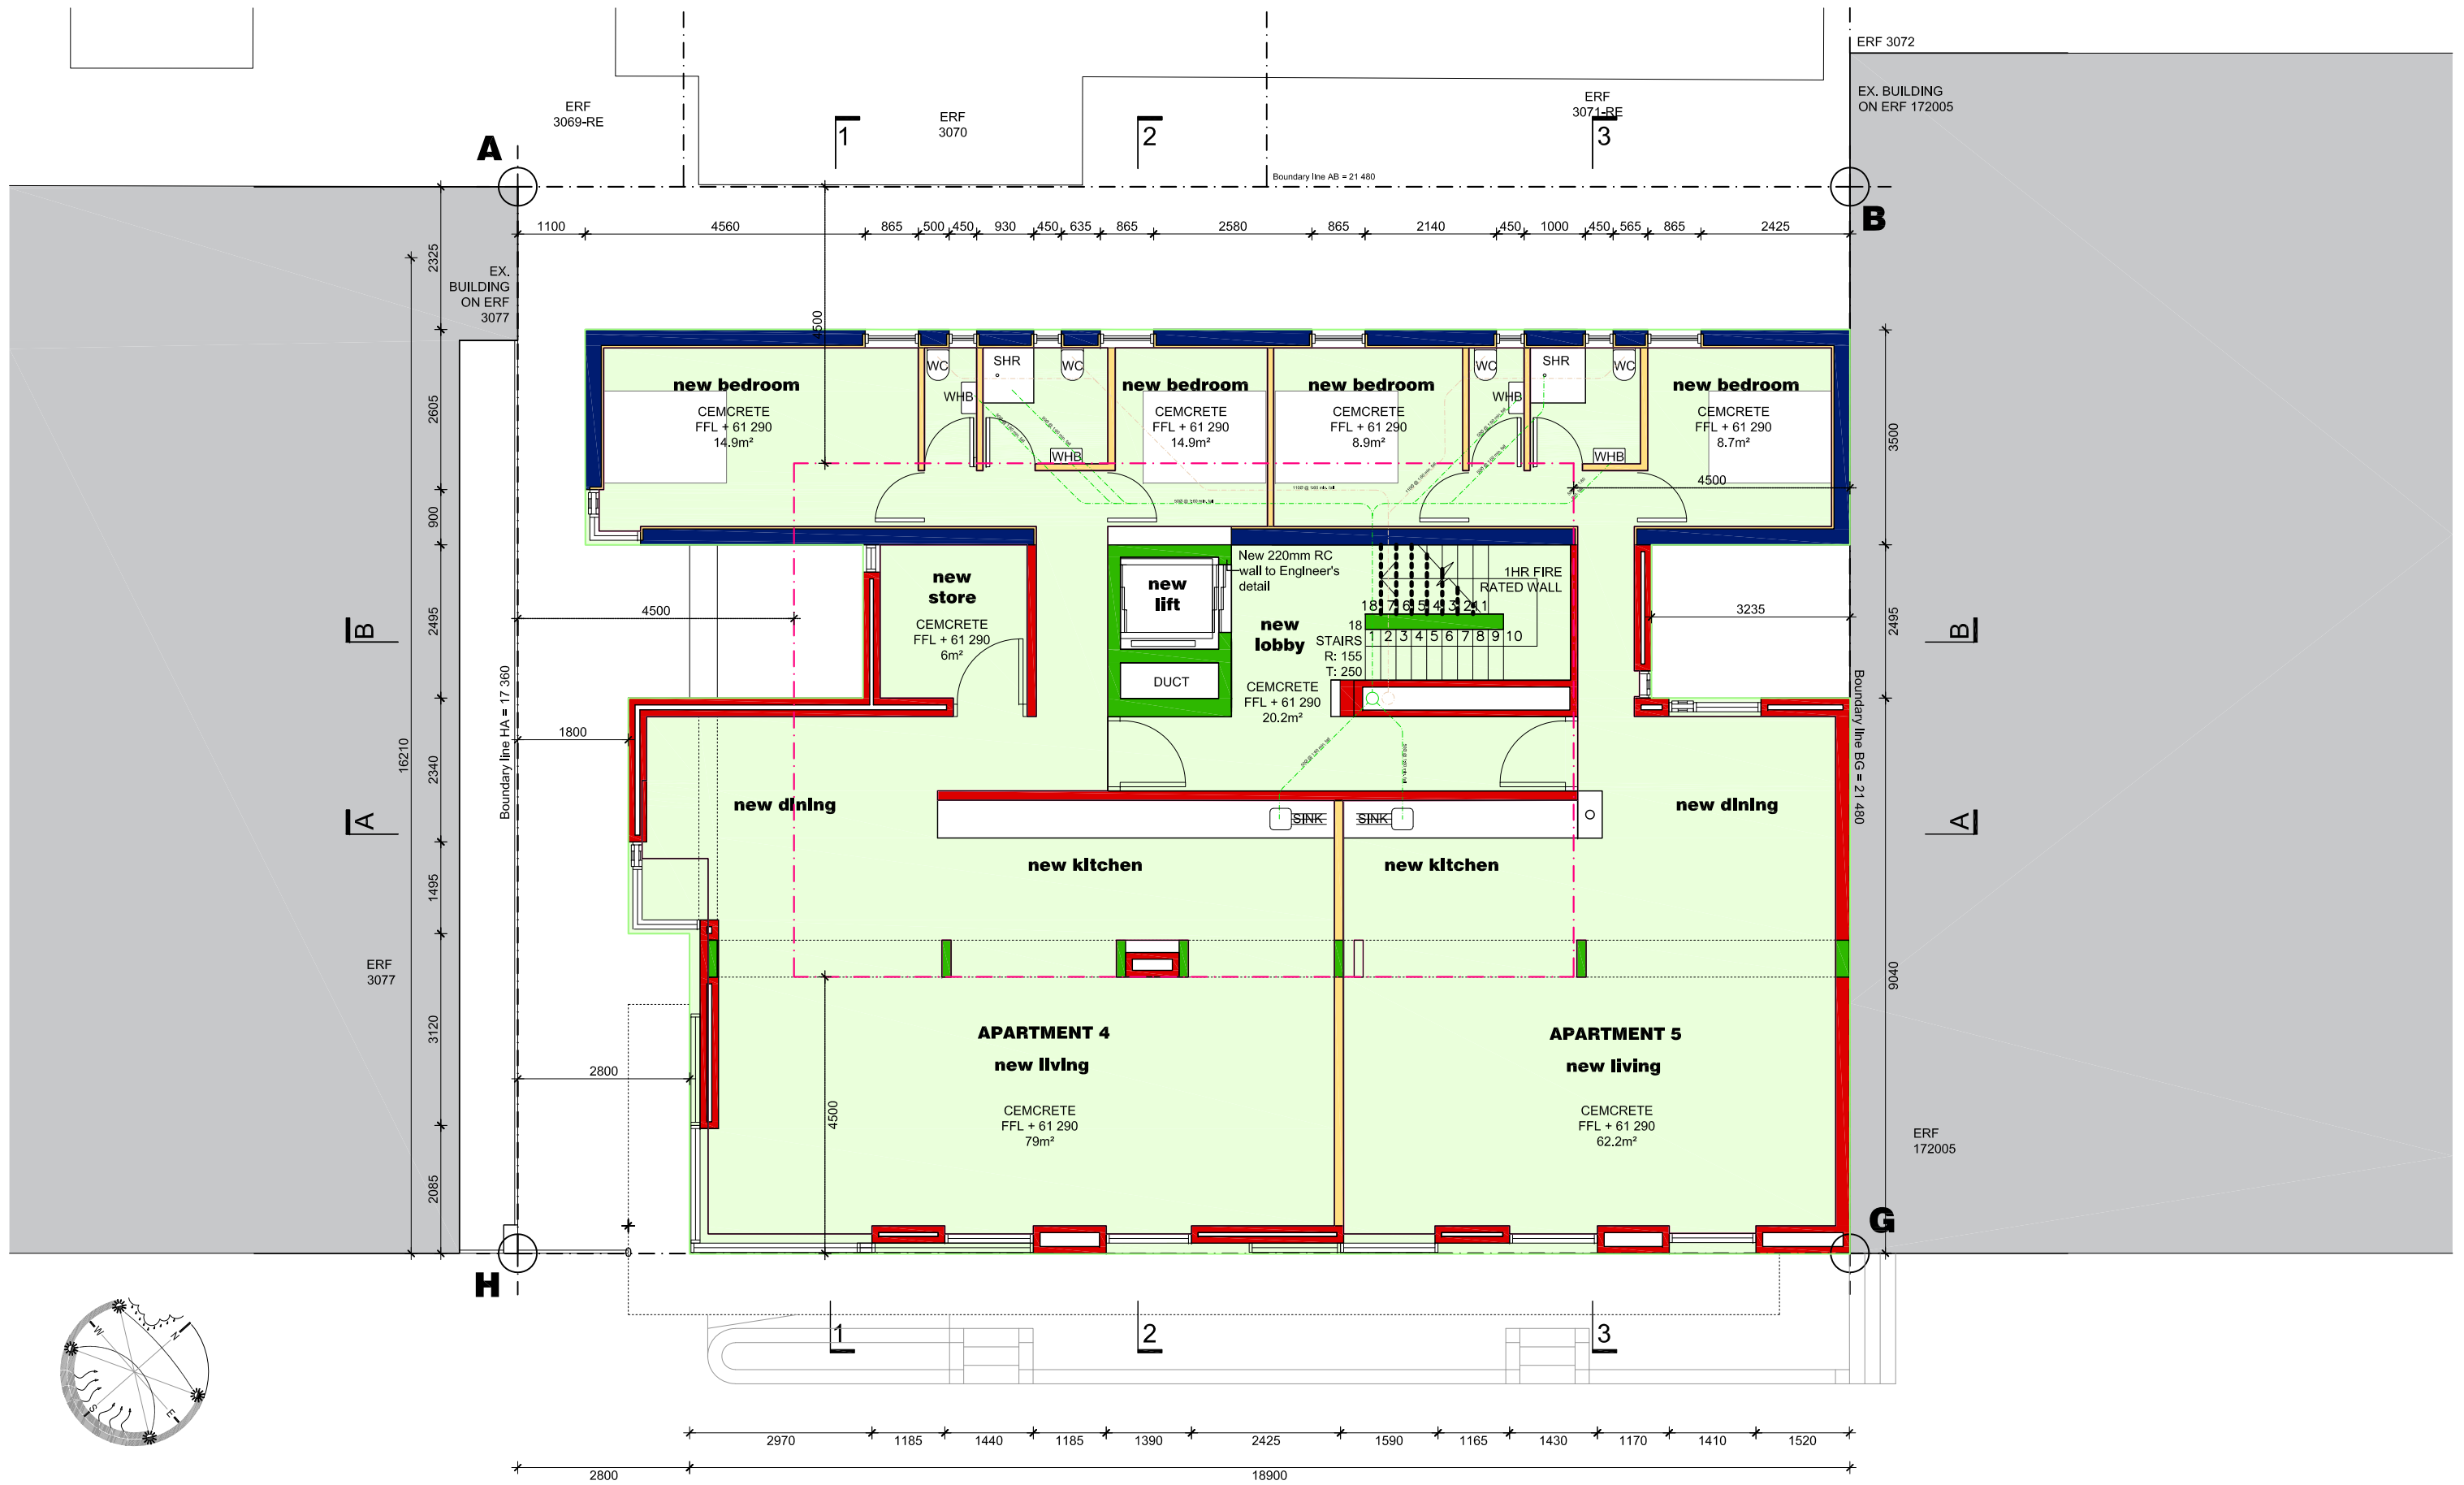 ERF 3072
EX. BUILDING
ON ERF 172005
ERF
3069-RE
ERF
3070
ERF
3071-RE
1
2
3
A
B
Boundary line AB = 21 480
1100
4560
865
500
450
930
450
635
865
2580
865
2140
450
1000
450
565
865
2425
EX.
BUILDING
ON ERF
3077
2325
2605
900
2495
2340
1495
3120
2085
16210
4500
WC
SHR
WC
WHB
WHB
WC
SHR
WC
WHB
WHB
new bedroom
CEMCRETE
FFL + 61 290
14.9m²
new bedroom
CEMCRETE
FFL + 61 290
14.9m²
new bedroom
CEMCRETE
FFL + 61 290
8.9m²
new bedroom
CEMCRETE
FFL + 61 290
8.7m²
4500
3500
new
store
CEMCRETE
FFL + 61 290
6m²
new
lift
DUCT
New 220mm RC
wall to Engineer's
detail
new
lobby
CEMCRETE
FFL + 61 290
20.2m²
1HR FIRE
RATED WALL
18
STAIRS
R: 155
T: 250
1 2 3 4 5 6 7 8 9 10
4500
3235
2495
B
B
Boundary line HA = 17 360
Boundary line BG = 21 480
1800
A
A
new dining
new dining
SINK
SINK
new kitchen
new kitchen
ERF
3077
9040
APARTMENT 4
new living
CEMCRETE
FFL + 61 290
79m²
APARTMENT 5
new living
CEMCRETE
FFL + 61 290
62.2m²
2800
4500
ERF
172005
H
G
1
2
3
N
W
S
E
2970
1185
1440
1185
1390
2425
1590
1165
1430
1170
1410
1520
2800
18900